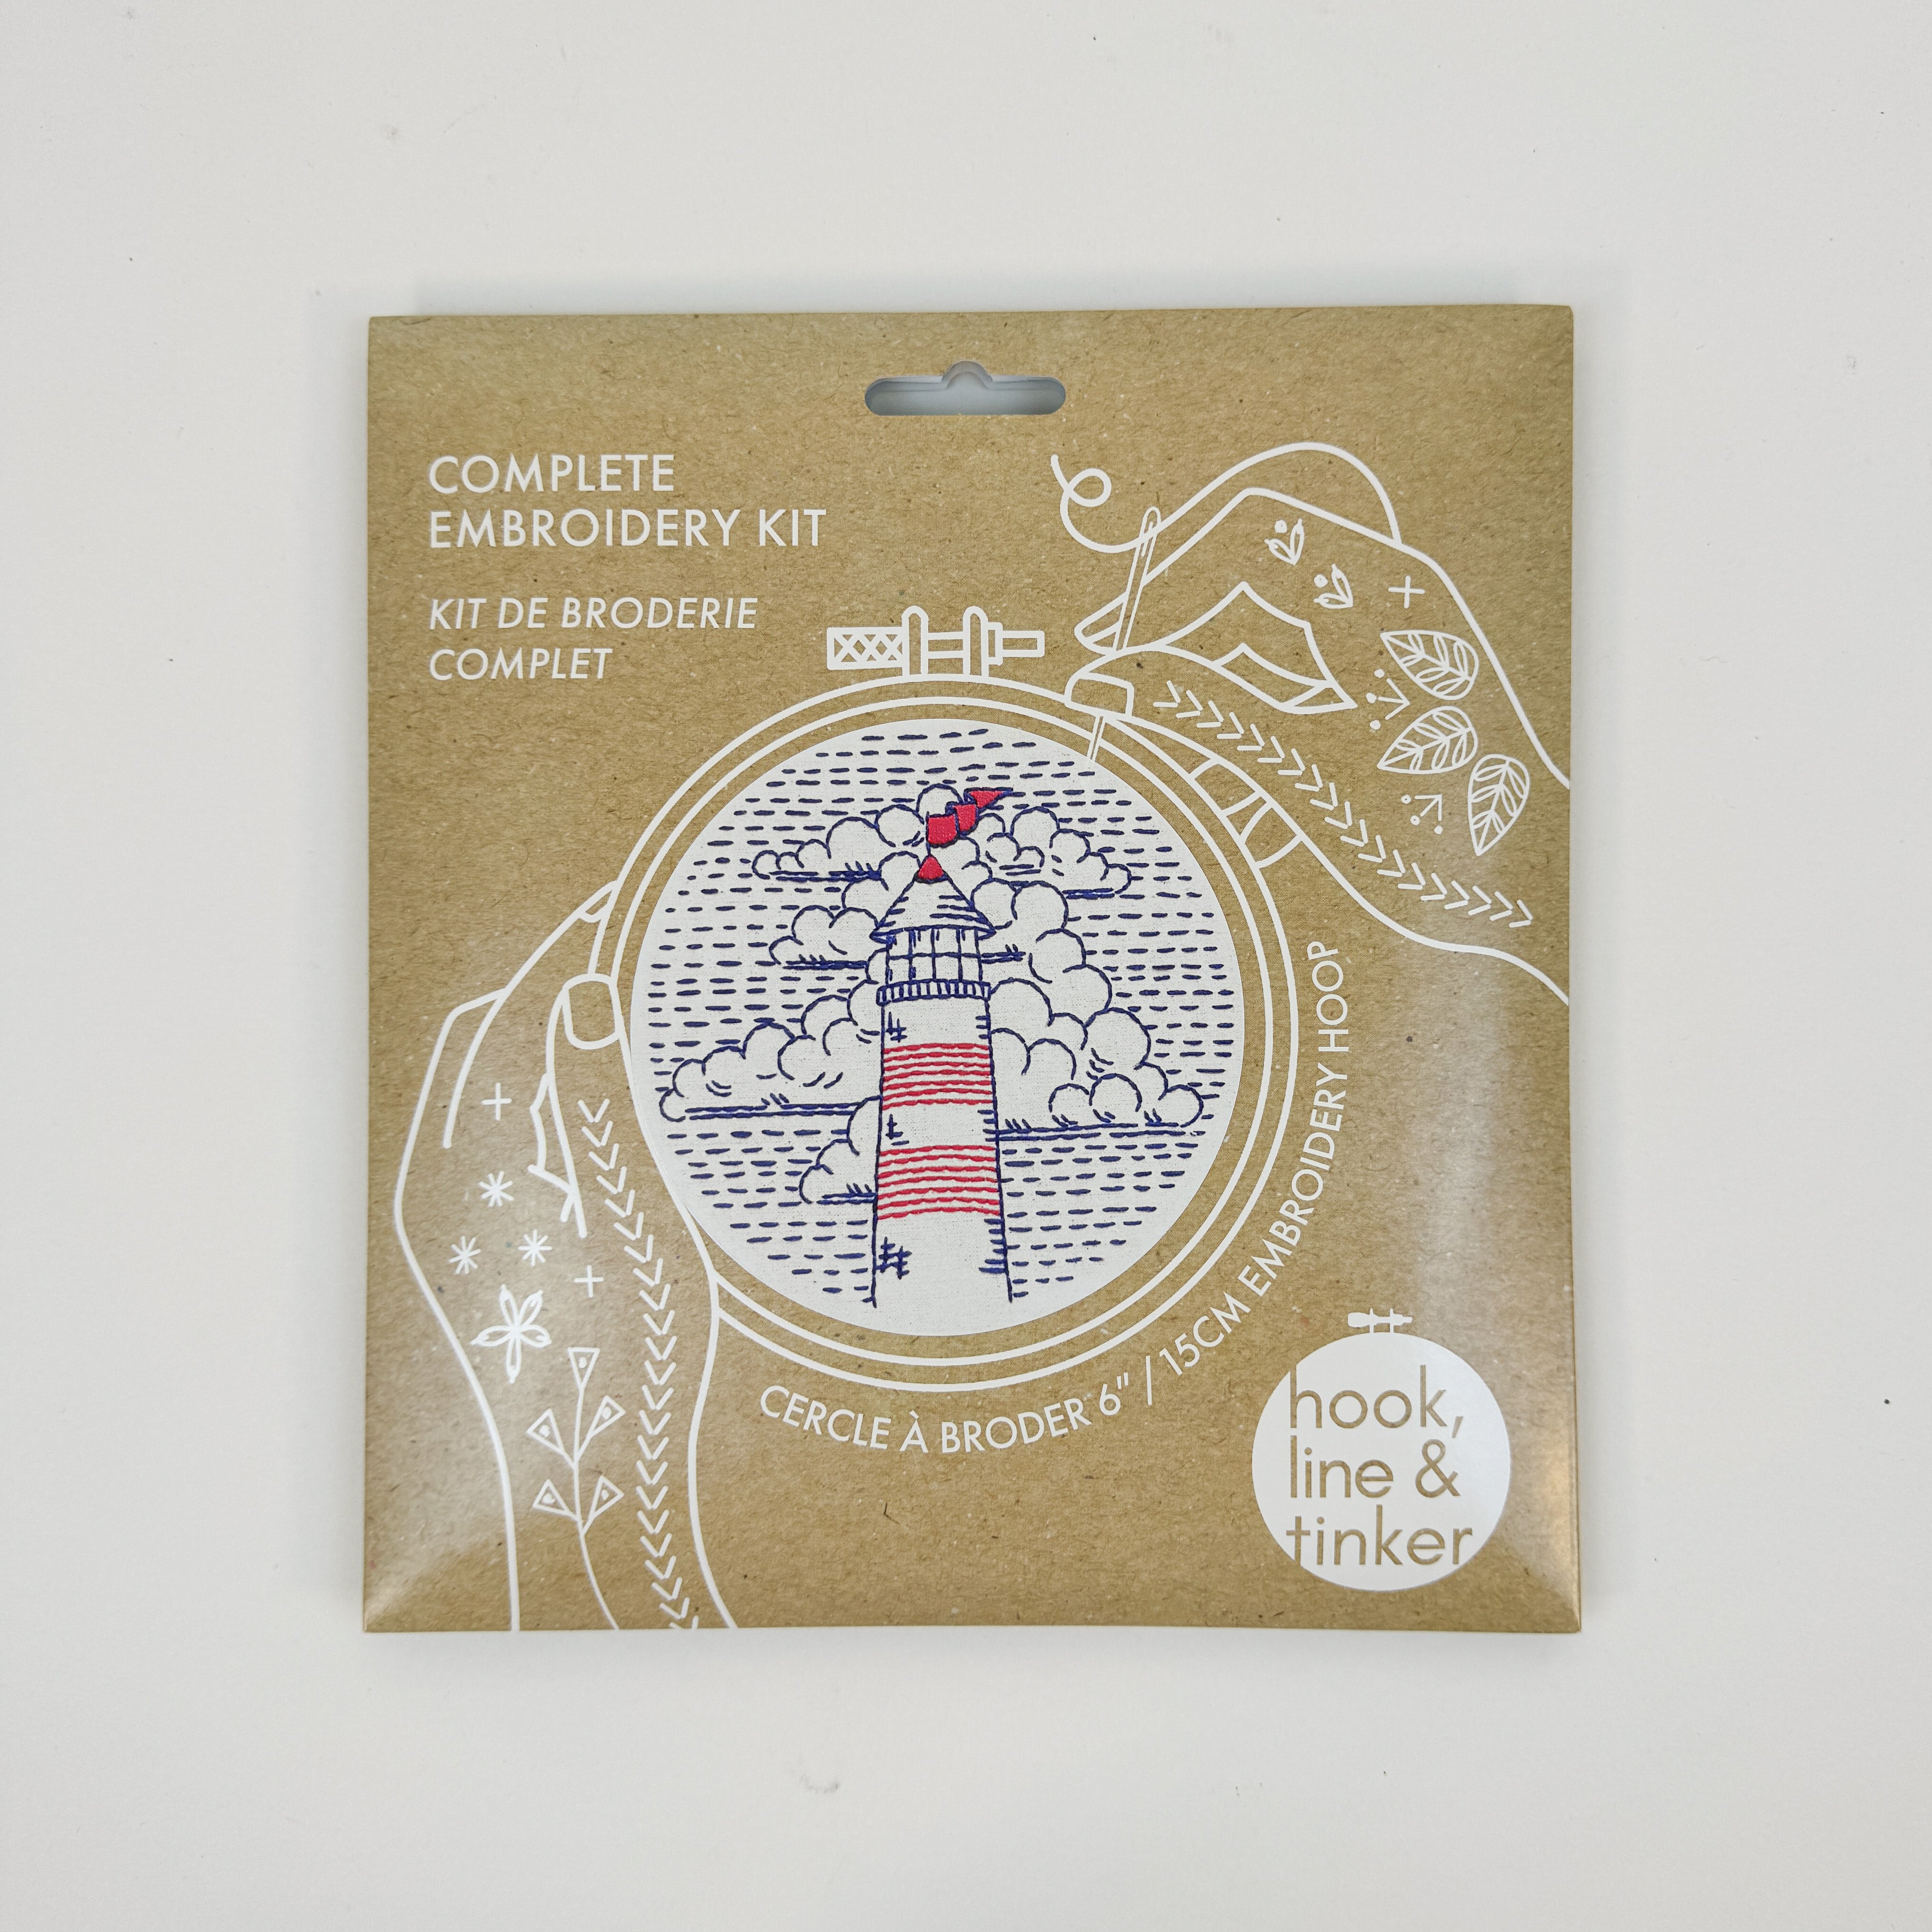 COMPLETE
EMBROIDERY KIT
KIT DE BRODERIE
COMPLET
CERCLE À BRODER 6" / 15CM EMBROIDERY HOOP
hook,
line &
tinker